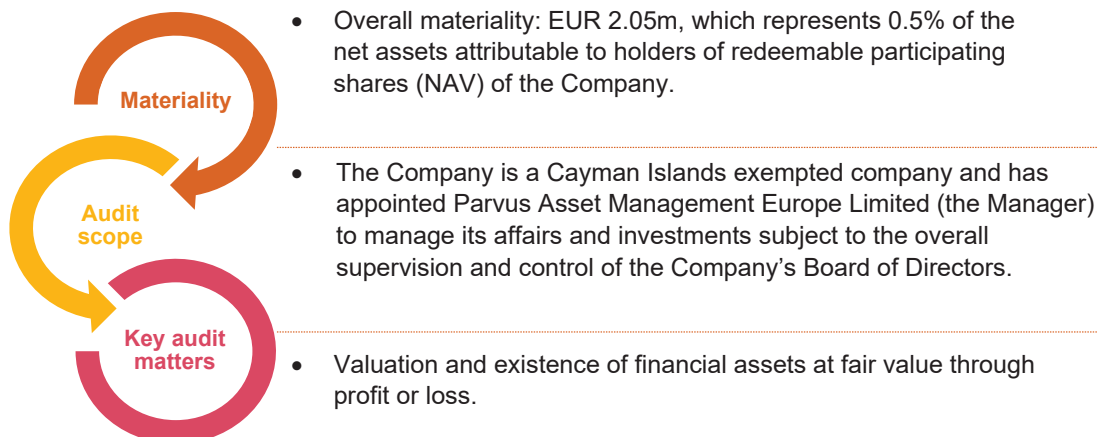 Materiality
• Overall materiality: EUR 2.05m, which represents 0.5% of the
net assets attributable to holders of redeemable participating
shares (NAV) of the Company.
Audit
scope
• The Company is a Cayman Islands exempted company and has
appointed Parvus Asset Management Europe Limited (the Manager)
to manage its affairs and investments subject to the overall
supervision and control of the Company’s Board of Directors.
Key audit
matters
• Valuation and existence of financial assets at fair value through
profit or loss.